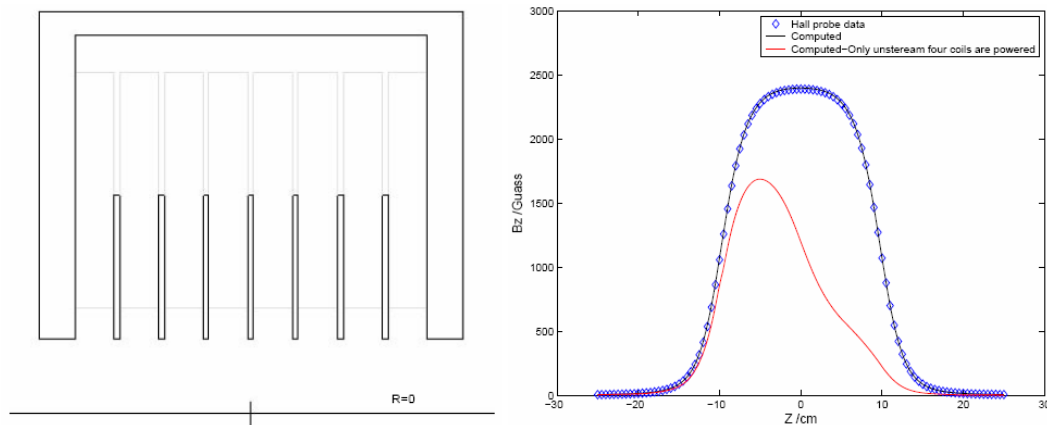 R=0
Hall probe data
Computed
Computed-Only unstream four coils are powered
3000
2500
2000
1500
1000
500
0
Bz /Guass
-30
-20
-10
0
10
20
30
Z /cm